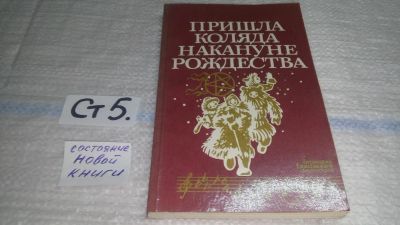 ПРИШЛА
КОЛЯДА
НАКАНУНЕ
РОЖДЕСТВА
Ст 5.
состояние
новой
книги